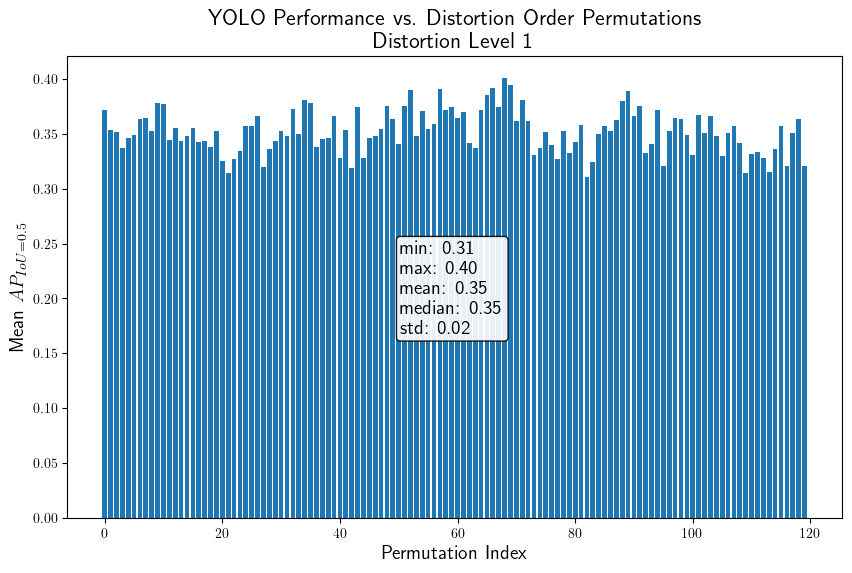 YOLO Performance vs. Distortion Order Permutations
Distortion Level 1
Mean AP_{IoU=0.5}
0.40
0.35
0.30
0.25
0.20
0.15
0.10
0.05
0.00
min: 0.31
max: 0.40
mean: 0.35
median: 0.35
std: 0.02
0 20 40 60 80 100 120
Permutation Index